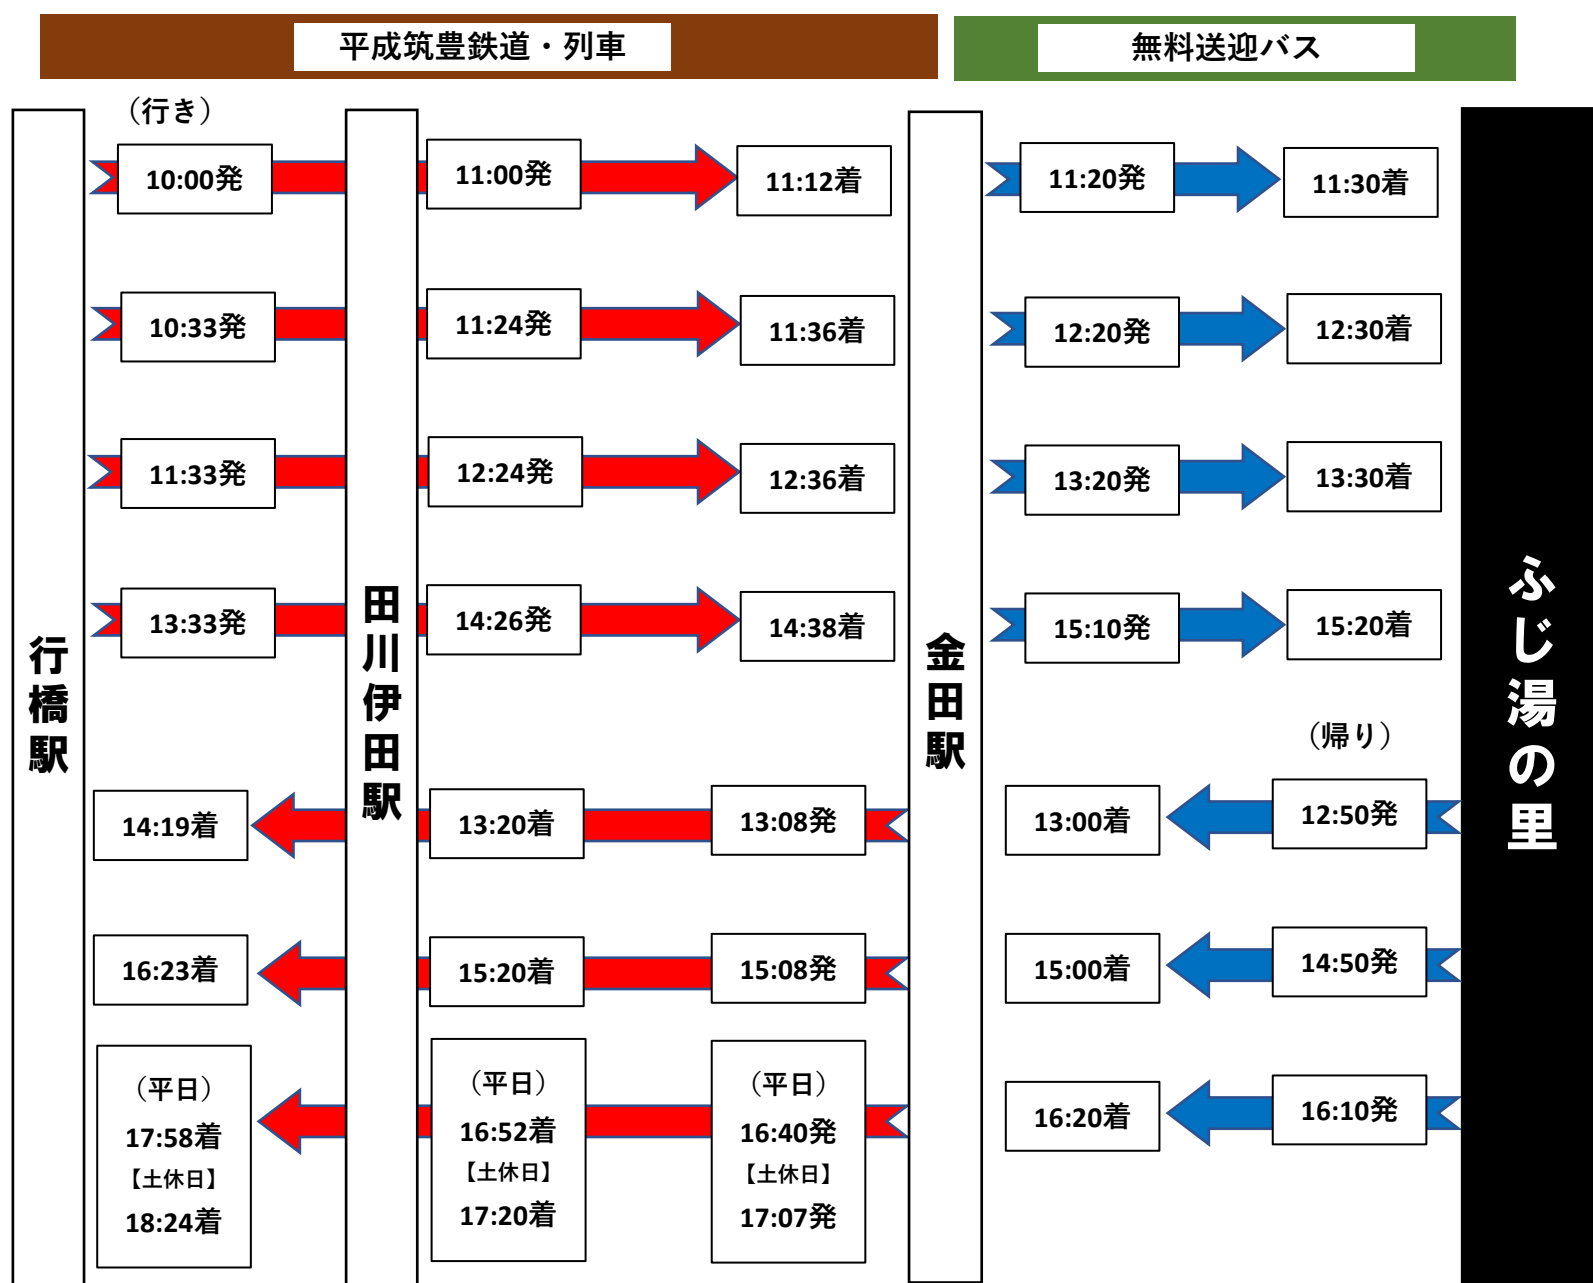 平成筑豊鉄道・列車
無料送迎バス
（行き）
行橋駅
田川伊田駅
金田駅
ふじ湯の里
10:00発
11:00発
11:12着
11:20発
11:30着
10:33発
11:24発
11:36着
12:20発
12:30着
11:33発
12:24発
12:36着
13:20発
13:30着
13:33発
14:26発
14:38着
15:10発
15:20着
（帰り）
14:19着
13:20着
13:08発
13:00着
12:50発
16:23着
15:20着
15:08発
15:00着
14:50発
（平日）
17:58着
【土休日】
18:24着
（平日）
16:52着
【土休日】
17:20着
（平日）
16:40発
【土休日】
17:07発
16:20着
16:10発